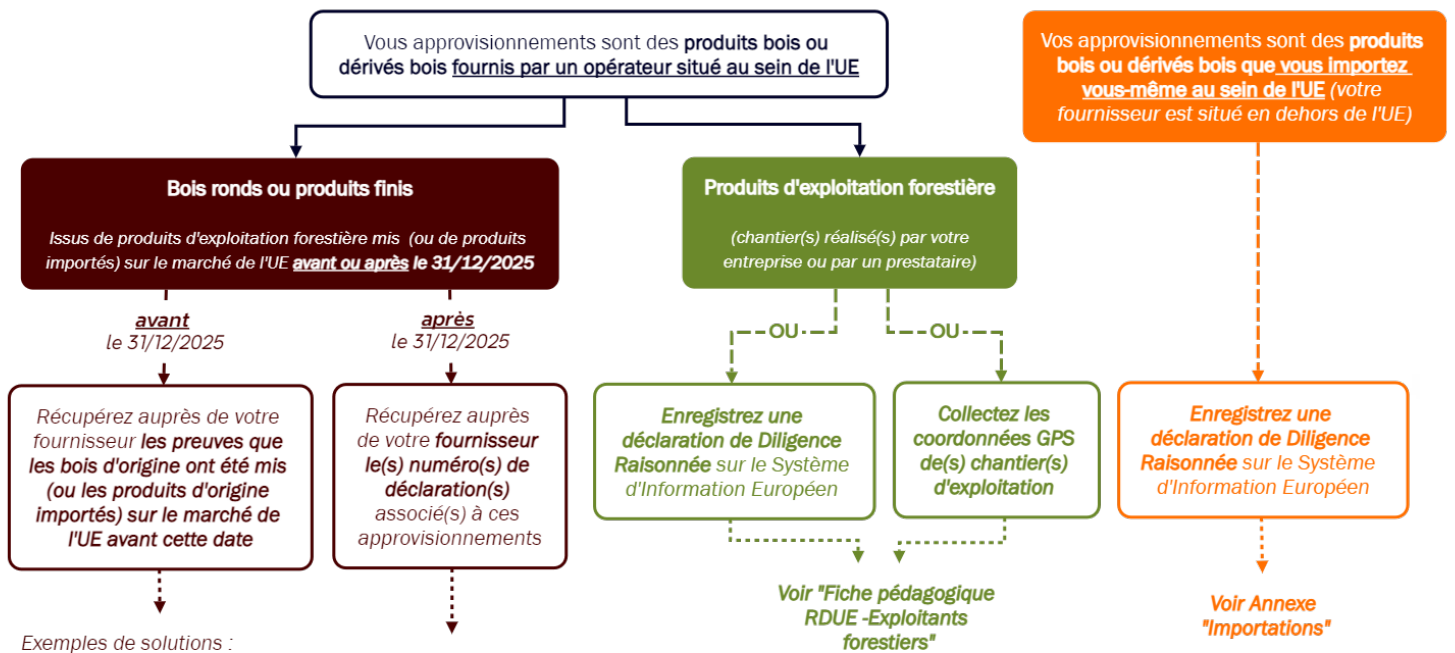 Vous approvisionnements sont des produits bois ou
dérivés bois fournis par un opérateur situé au sein de l'UE
Vos approvisionnements sont des produits
bois ou dérivés bois que vous importez
vous-même au sein de l'UE (votre
fournisseur est situé en dehors de l'UE)
Bois ronds ou produits finis
Issus de produits d'exploitation forestière mis (ou de produits
importés) sur le marché de l'UE avant ou après le 31/12/2025
Produits d'exploitation forestière
(chantier(s) réalisé(s) par votre
entreprise ou par un prestataire)
avant
le 31/12/2025
après
le 31/12/2025
OU
OU
Récupérez auprès de votre
fournisseur les preuves que
les bois d'origine ont été mis
(ou les produits d'origine
importés) sur le marché de
l'UE avant cette date
Récupérez auprès
de votre fournisseur
le(s) numéro(s) de
déclaration(s)
associé(s) à ces
approvisionnements
Enregistrez une
déclaration de Diligence
Raisonnée sur le Système
d'Information Européen
Collectez les
coordonnées GPS
de(s) chantier(s)
d'exploitation
Enregistrez une
déclaration de Diligence
Raisonnée sur le Système
d'Information Européen
Voir "Fiche pédagogique
RDUE -Exploitants
forestiers"
Voir Annexe
"Importations"
Exemples de solutions :